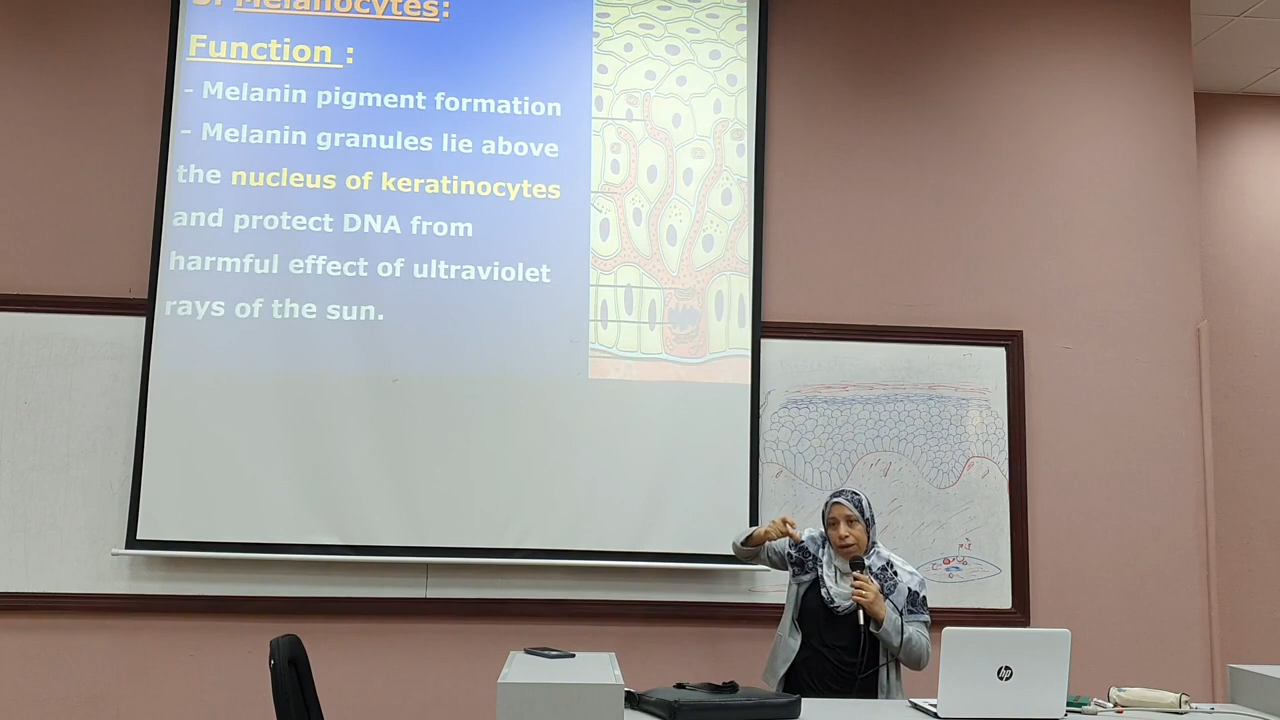 3. Melanocytes:
Function :
- Melanin pigment formation
- Melanin granules lie above
the nucleus of keratinocytes
and protect DNA from
harmful effect of ultraviolet
rays of the sun.
hp